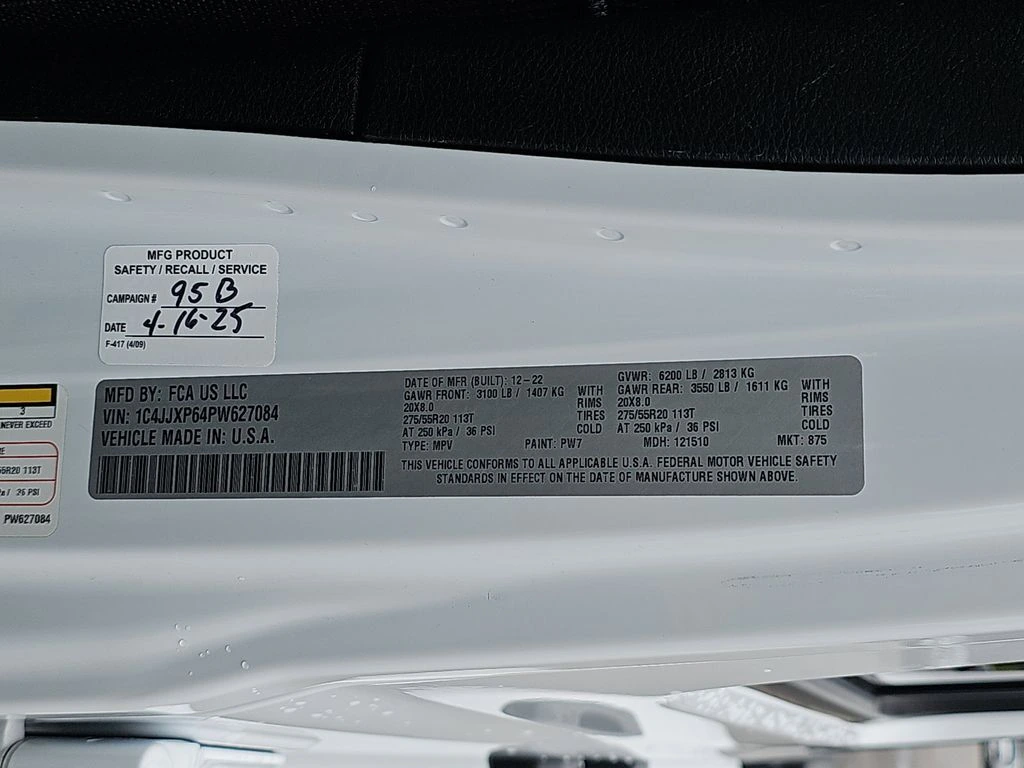 MFG PRODUCT
SAFETY / RECALL / SERVICE
CAMPAIGN # 95B
DATE 4-16-25
F-417 (4/09)
3
NEVER EXCEED
55R20 113T
36 PSI
PW627084
MFD BY: FCA US LLC
VIN: 1C4JJXP64PW627084
VEHICLE MADE IN: U.S.A.
DATE OF MFR (BUILT): 12-22
GAWR FRONT: 3100 LB / 1407 KG WITH
20X8.0 RIMS
275/55R20 113T TIRES
AT 250 kPa / 36 PSI COLD
TYPE: MPV PAINT: PW7
GVWR: 6200 LB / 2813 KG
GAWR REAR: 3550 LB / 1611 KG WITH
20X8.0 RIMS
275/55R20 113T TIRES
AT 250 kPa / 36 PSI COLD
MDH: 121510 MKT: 875
THIS VEHICLE CONFORMS TO ALL APPLICABLE U.S.A. FEDERAL MOTOR VEHICLE SAFETY
STANDARDS IN EFFECT ON THE DATE OF MANUFACTURE SHOWN ABOVE.